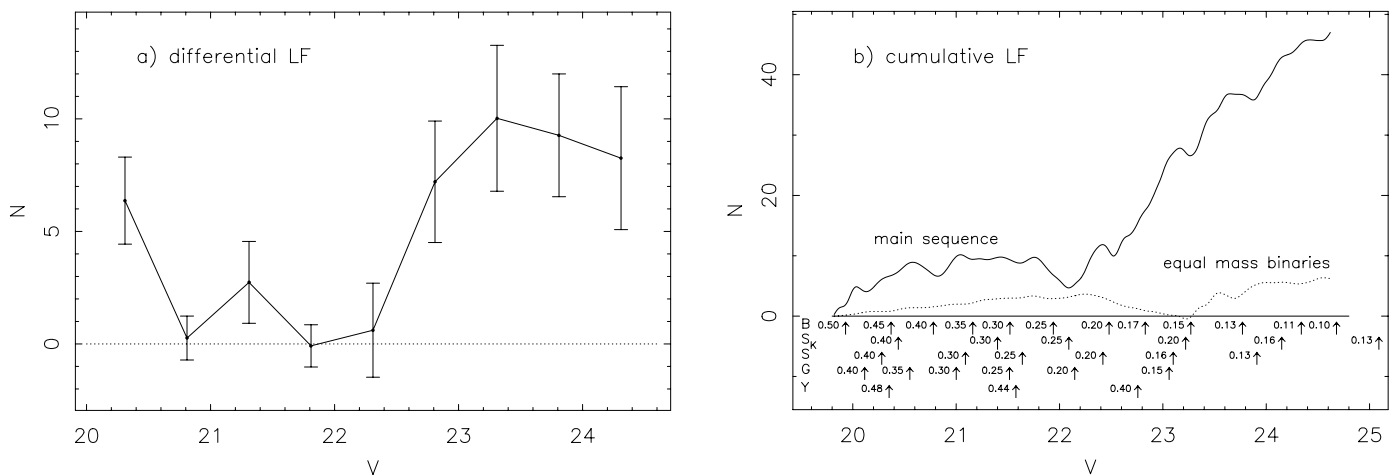 a) differential LF
10
5
0
N
20 21 22 23 24
V
b) cumulative LF
40
20
0
N
main sequence
equal mass binaries
B 0.50 0.45 0.40 0.35 0.30 0.25 0.20 0.17 0.15 0.13 0.11 0.10
SK 0.40 0.30 0.25 0.20 0.16 0.13
S 0.40 0.30 0.25 0.20 0.16 0.13
G 0.40 0.35 0.30 0.25 0.20 0.15
Y 0.48 0.44 0.40
20 21 22 23 24 25
V